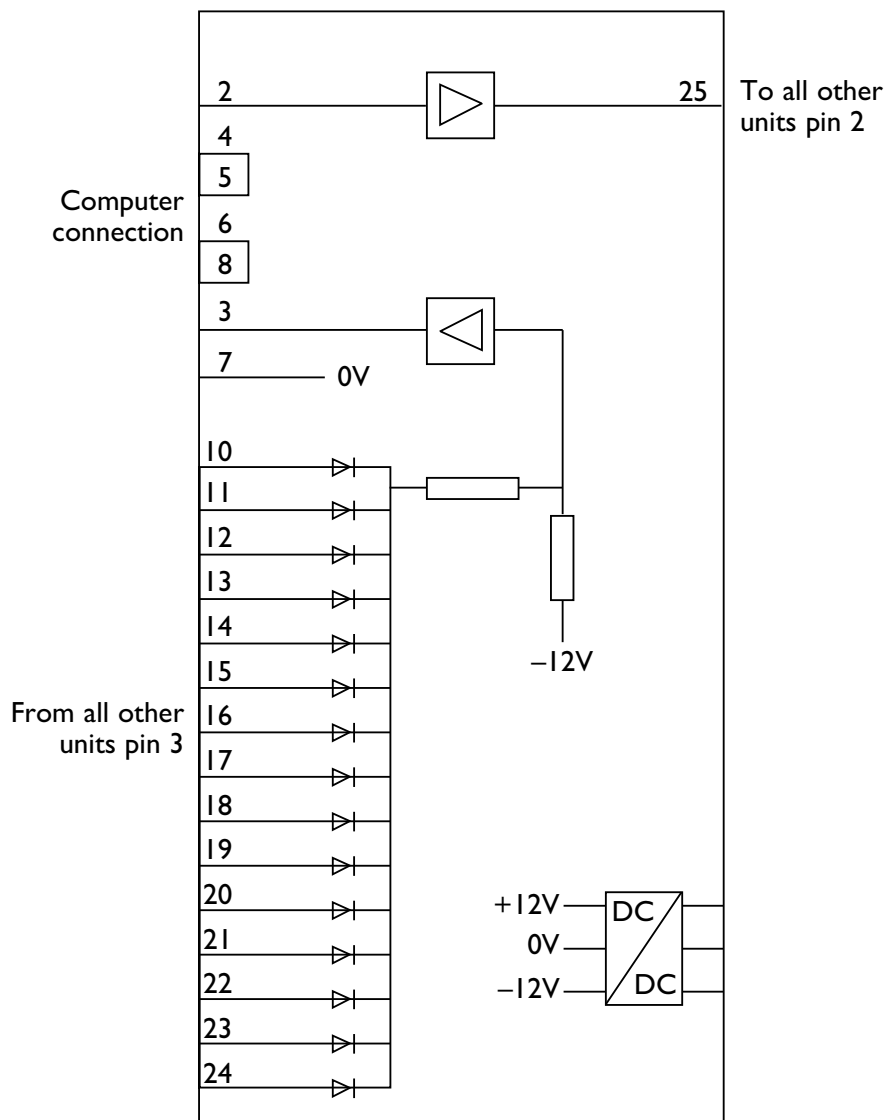 2
25
To all other
units pin 2
4
5
Computer
connection
6
8
3
7
0V
10
11
12
13
14
15
From all other
units pin 3
16
17
18
19
20
21
22
23
24
–12V
+12V
0V
–12V
DC
DC